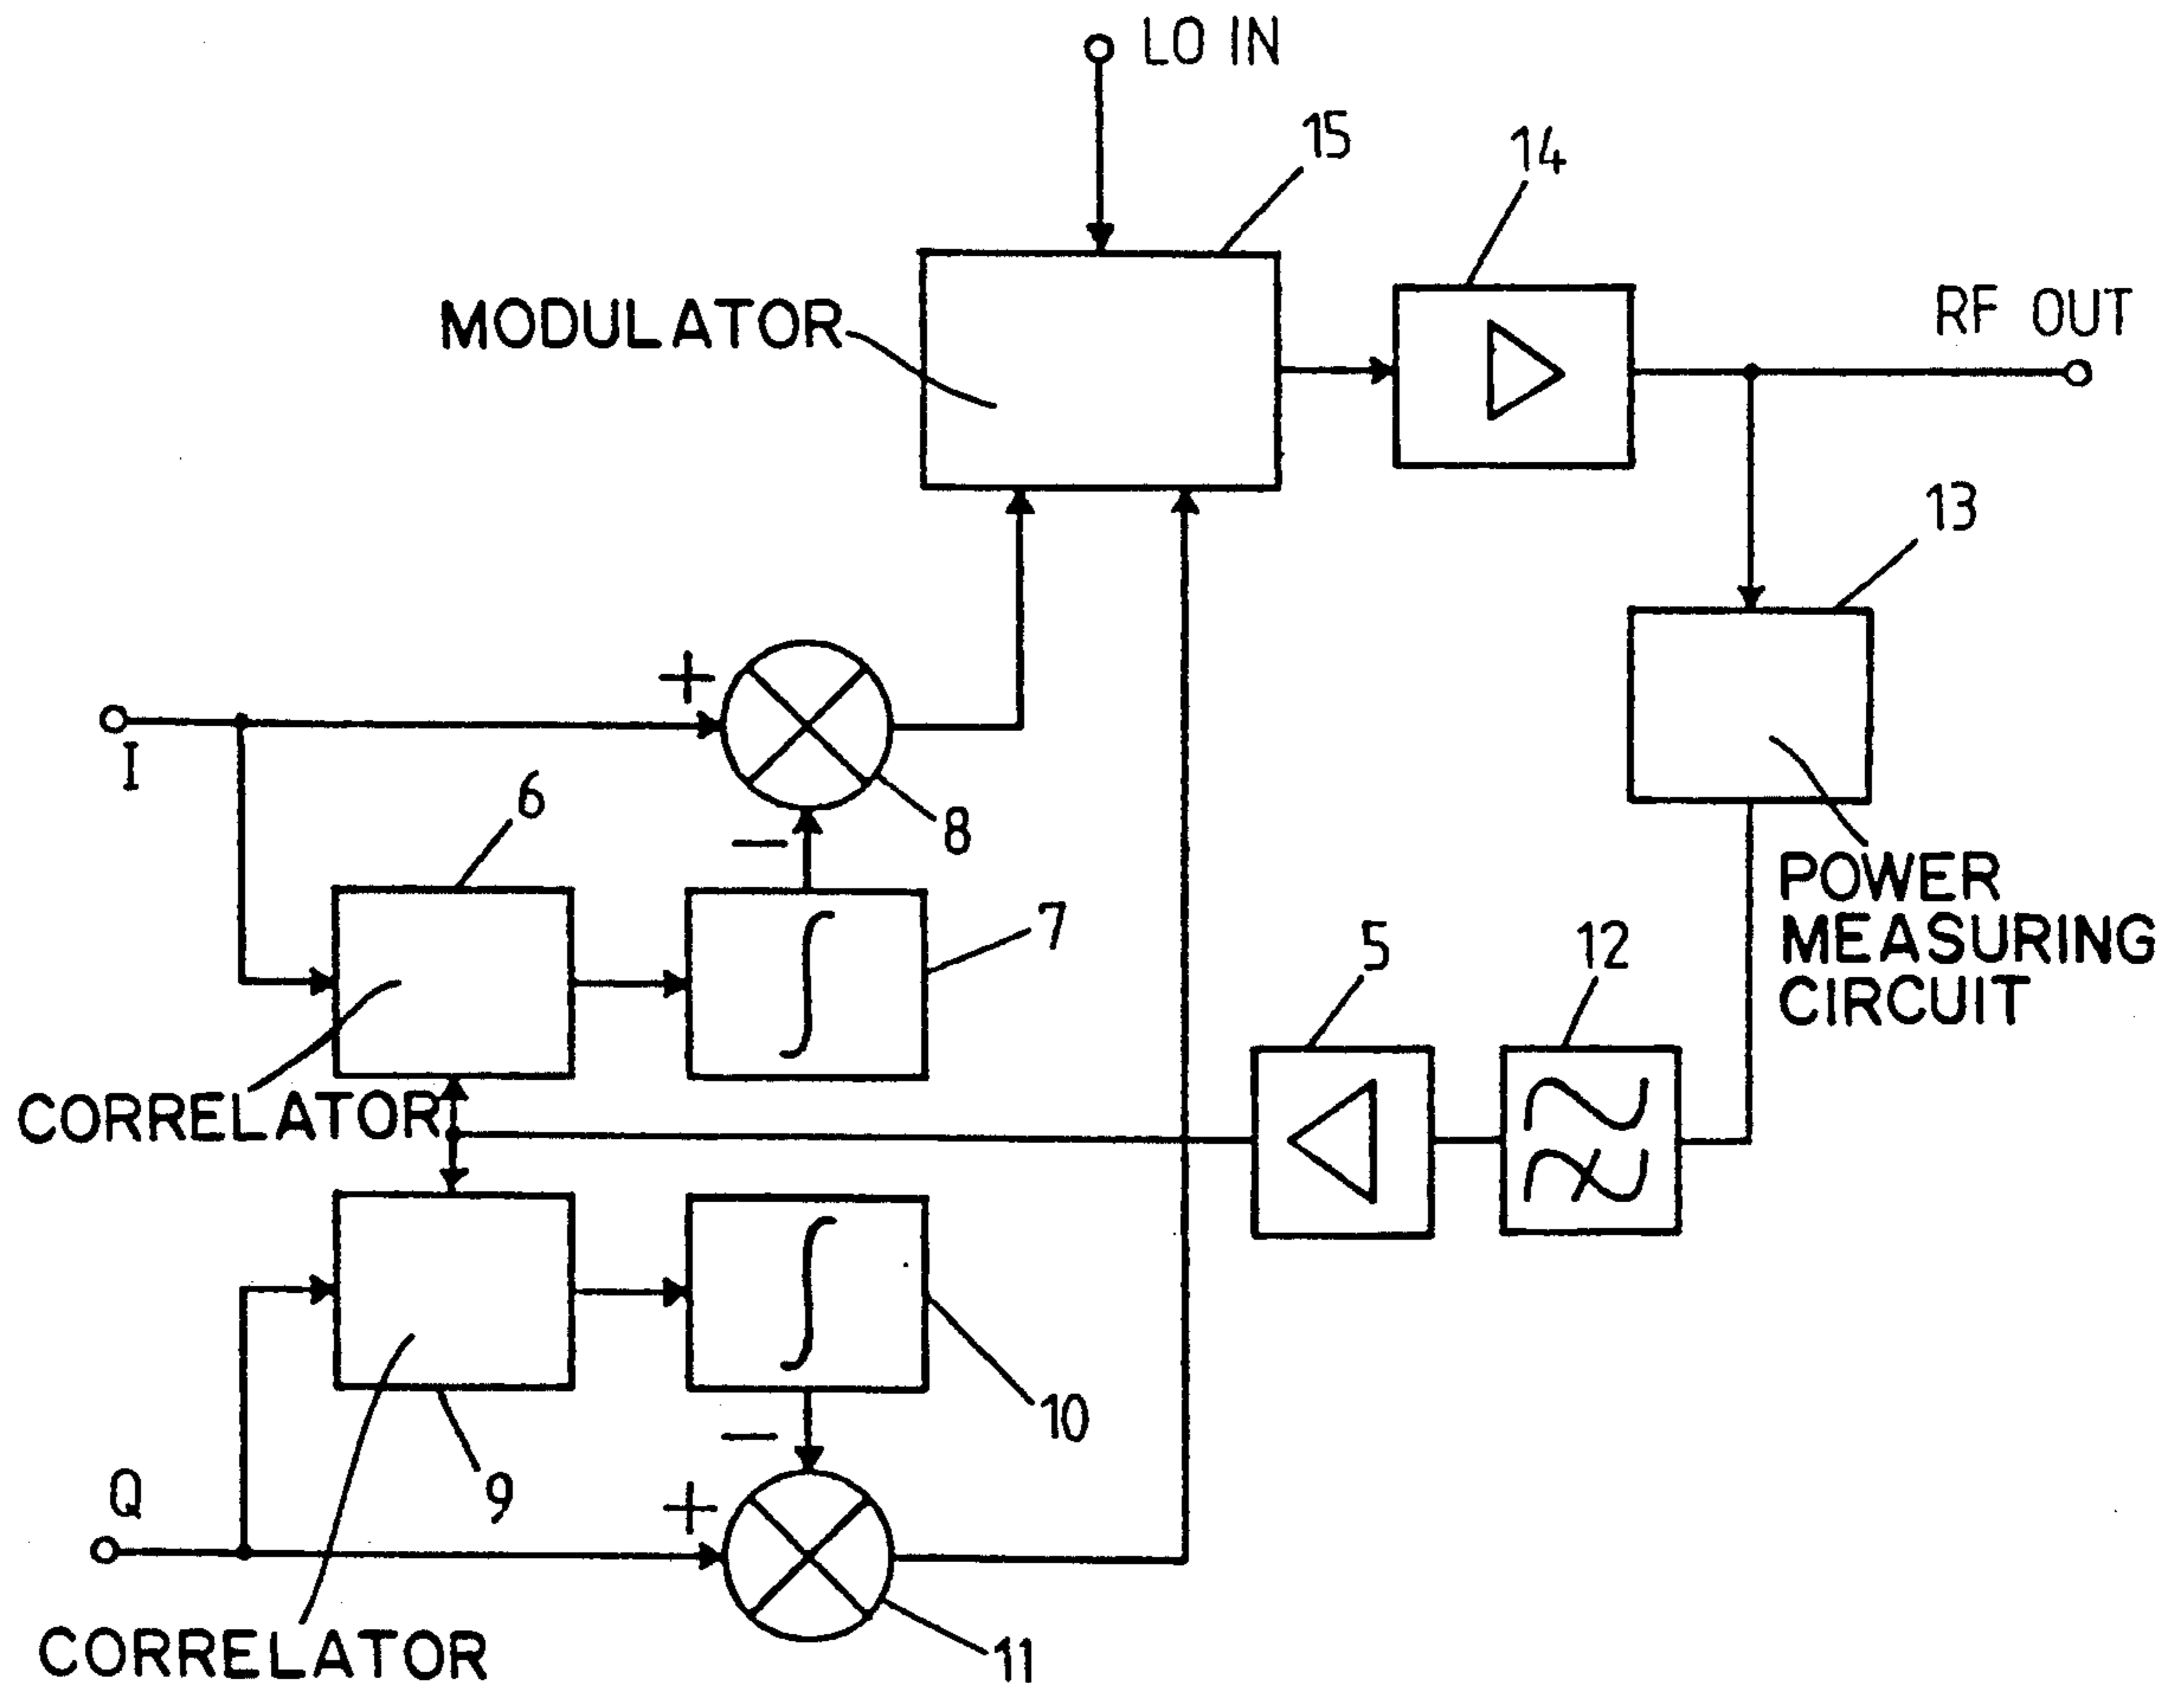 LO IN
15
14
MODULATOR
RF OUT
13
+
I
6
8
−
POWER
MEASURING
CIRCUIT
7
5
12
CORRELATOR
10
−
Q
9
+
11
CORRELATOR